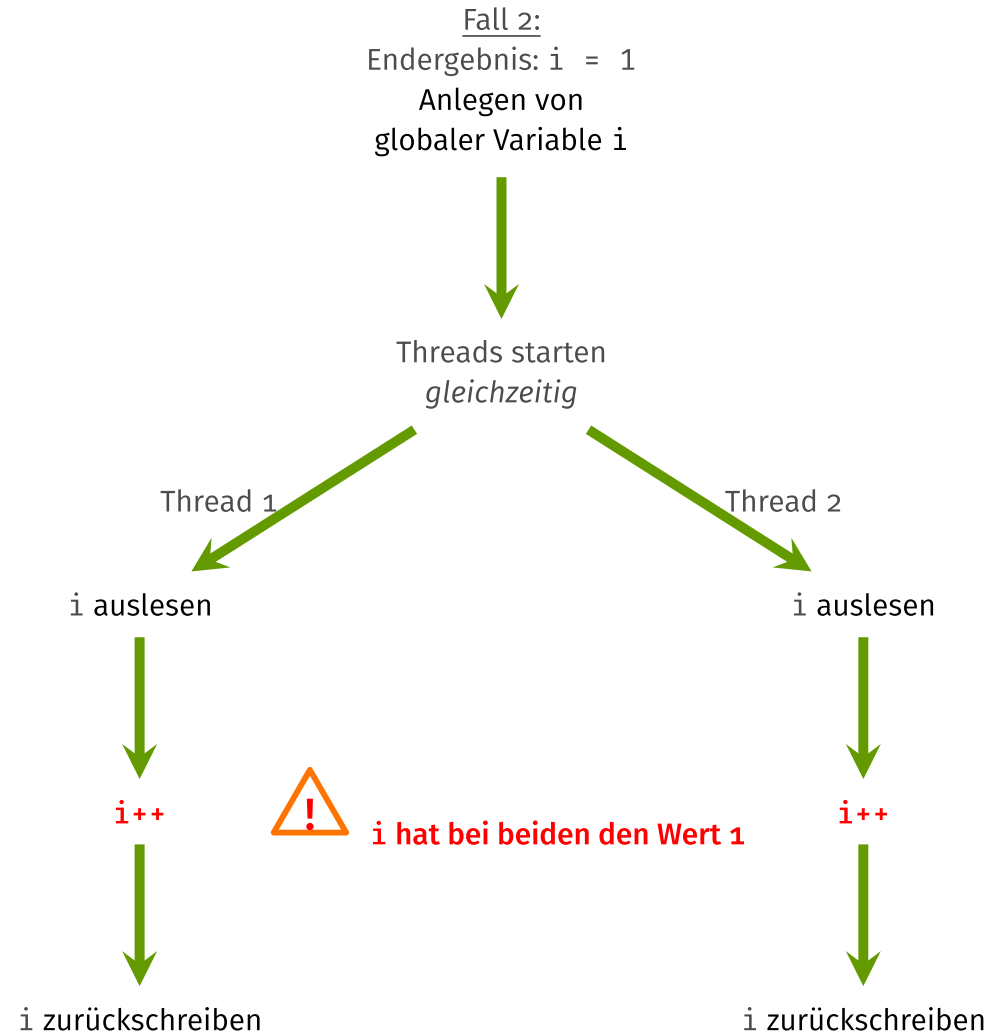 Fall 2:
Endergebnis: i = 1
Anlegen von
globaler Variable i
Threads starten
gleichzeitig
Thread 1
Thread 2
i auslesen
i auslesen
i++
!
i hat bei beiden den Wert 1
i++
i zurückschreiben
i zurückschreiben